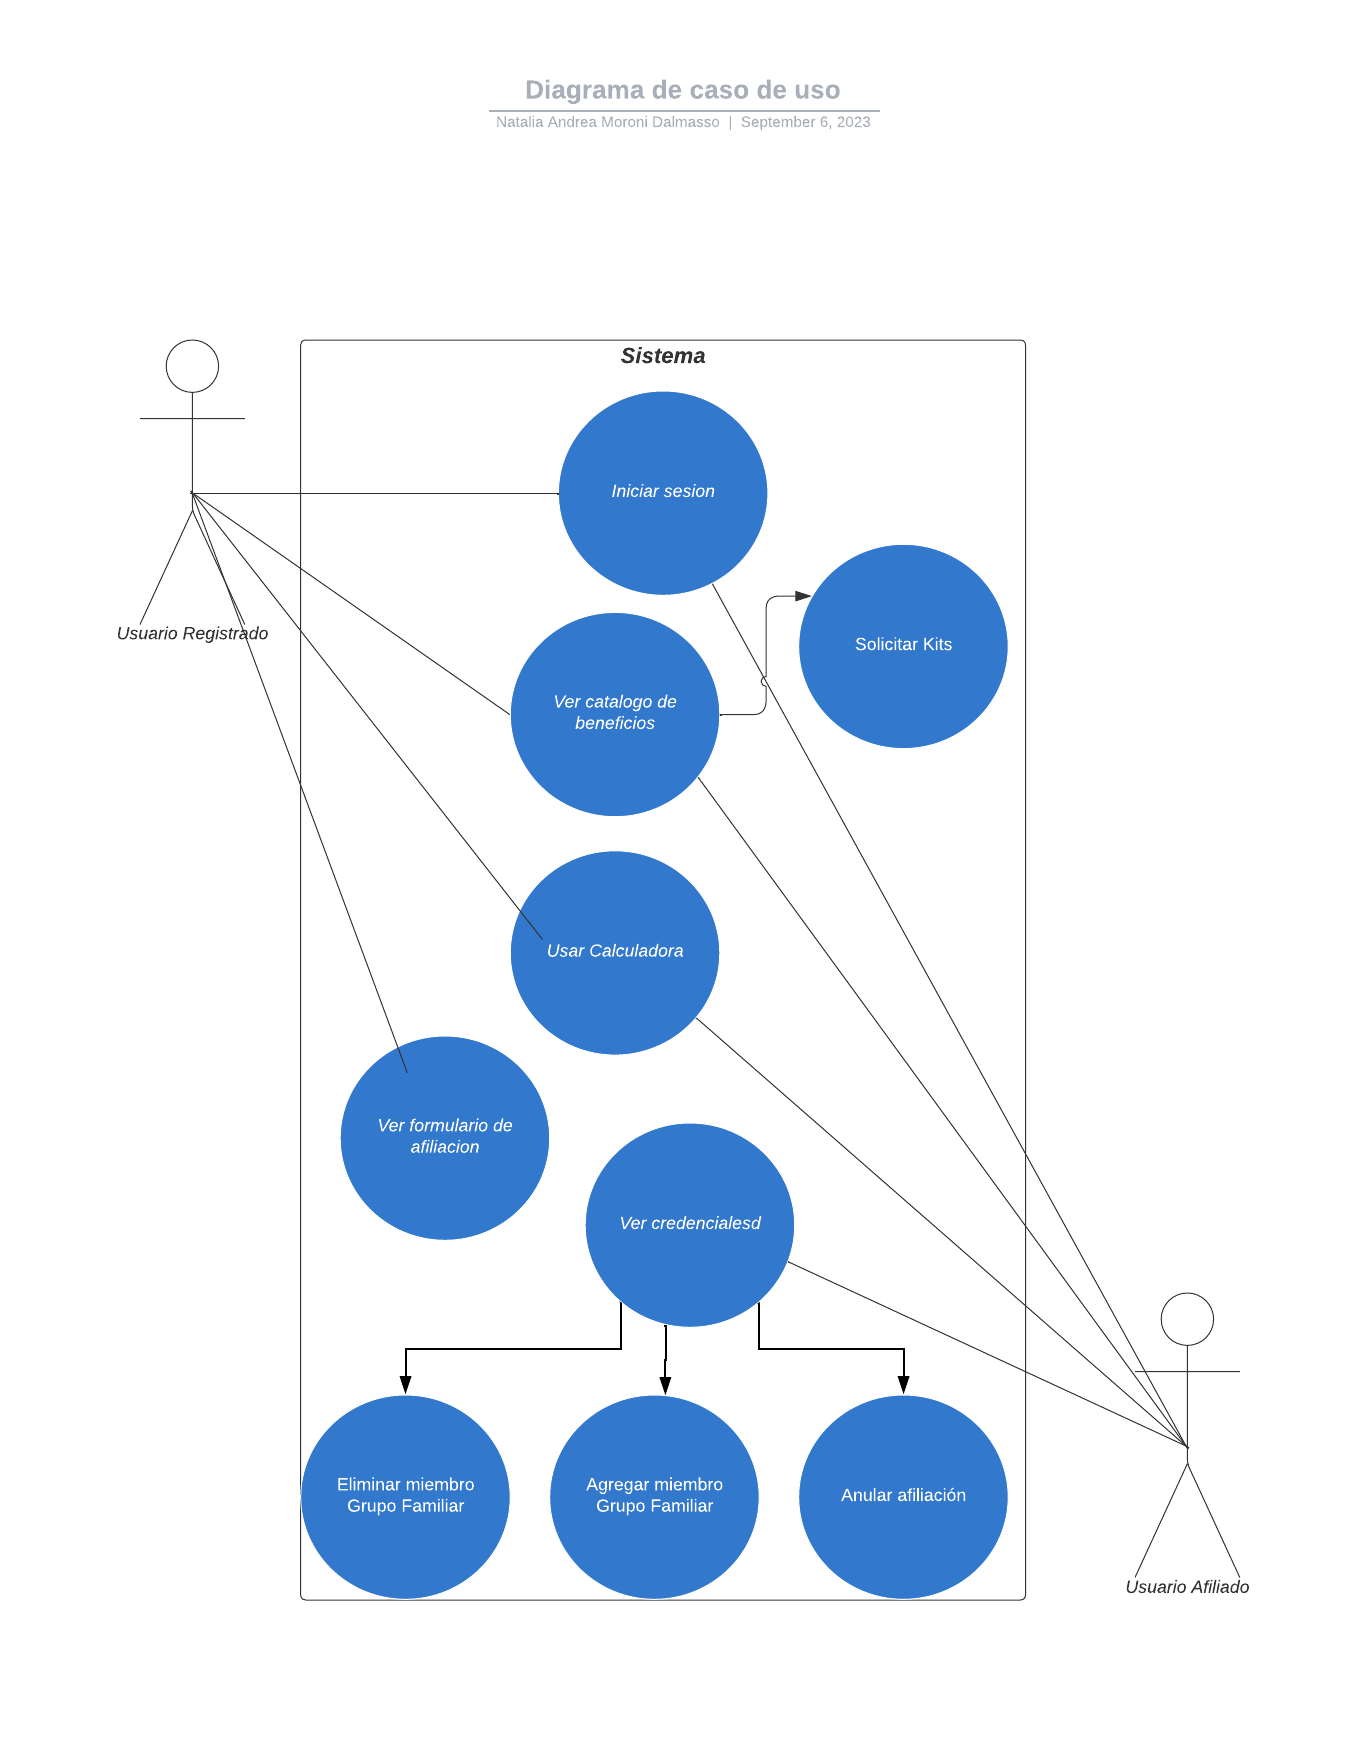 Diagrama de caso de uso
Natalia Andrea Moroni Dalmasso | September 6, 2023
Sistema
Iniciar sesion
Usuario Registrado
Solicitar Kits
Ver catalogo de
beneficios
Usar Calculadora
Ver formulario de
afiliacion
Ver credencialesd
Eliminar miembro
Grupo Familiar
Agregar miembro
Grupo Familiar
Anular afiliación
Usuario Afiliado